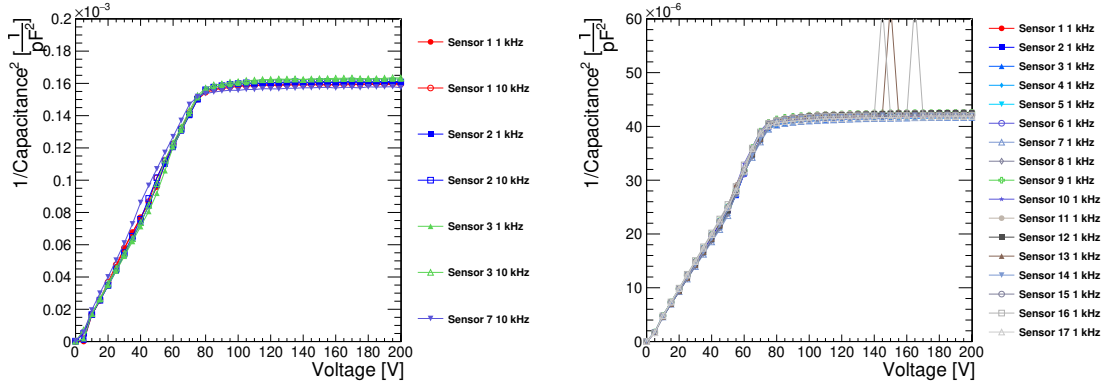 ×10⁻³
1/Capacitance² [1/pF²]
0.2
0.18
0.16
0.14
0.12
0.1
0.08
0.06
0.04
0.02
0
0 20 40 60 80 100 120 140 160 180 200
Voltage [V]
Sensor 1 1 kHz
Sensor 1 10 kHz
Sensor 2 1 kHz
Sensor 2 10 kHz
Sensor 3 1 kHz
Sensor 3 10 kHz
Sensor 7 10 kHz
×10⁻⁶
1/Capacitance² [1/pF²]
60
50
40
30
20
10
0
0 20 40 60 80 100 120 140 160 180 200
Voltage [V]
Sensor 1 1 kHz
Sensor 2 1 kHz
Sensor 3 1 kHz
Sensor 4 1 kHz
Sensor 5 1 kHz
Sensor 6 1 kHz
Sensor 7 1 kHz
Sensor 8 1 kHz
Sensor 9 1 kHz
Sensor 10 1 kHz
Sensor 11 1 kHz
Sensor 12 1 kHz
Sensor 13 1 kHz
Sensor 14 1 kHz
Sensor 15 1 kHz
Sensor 16 1 kHz
Sensor 17 1 kHz